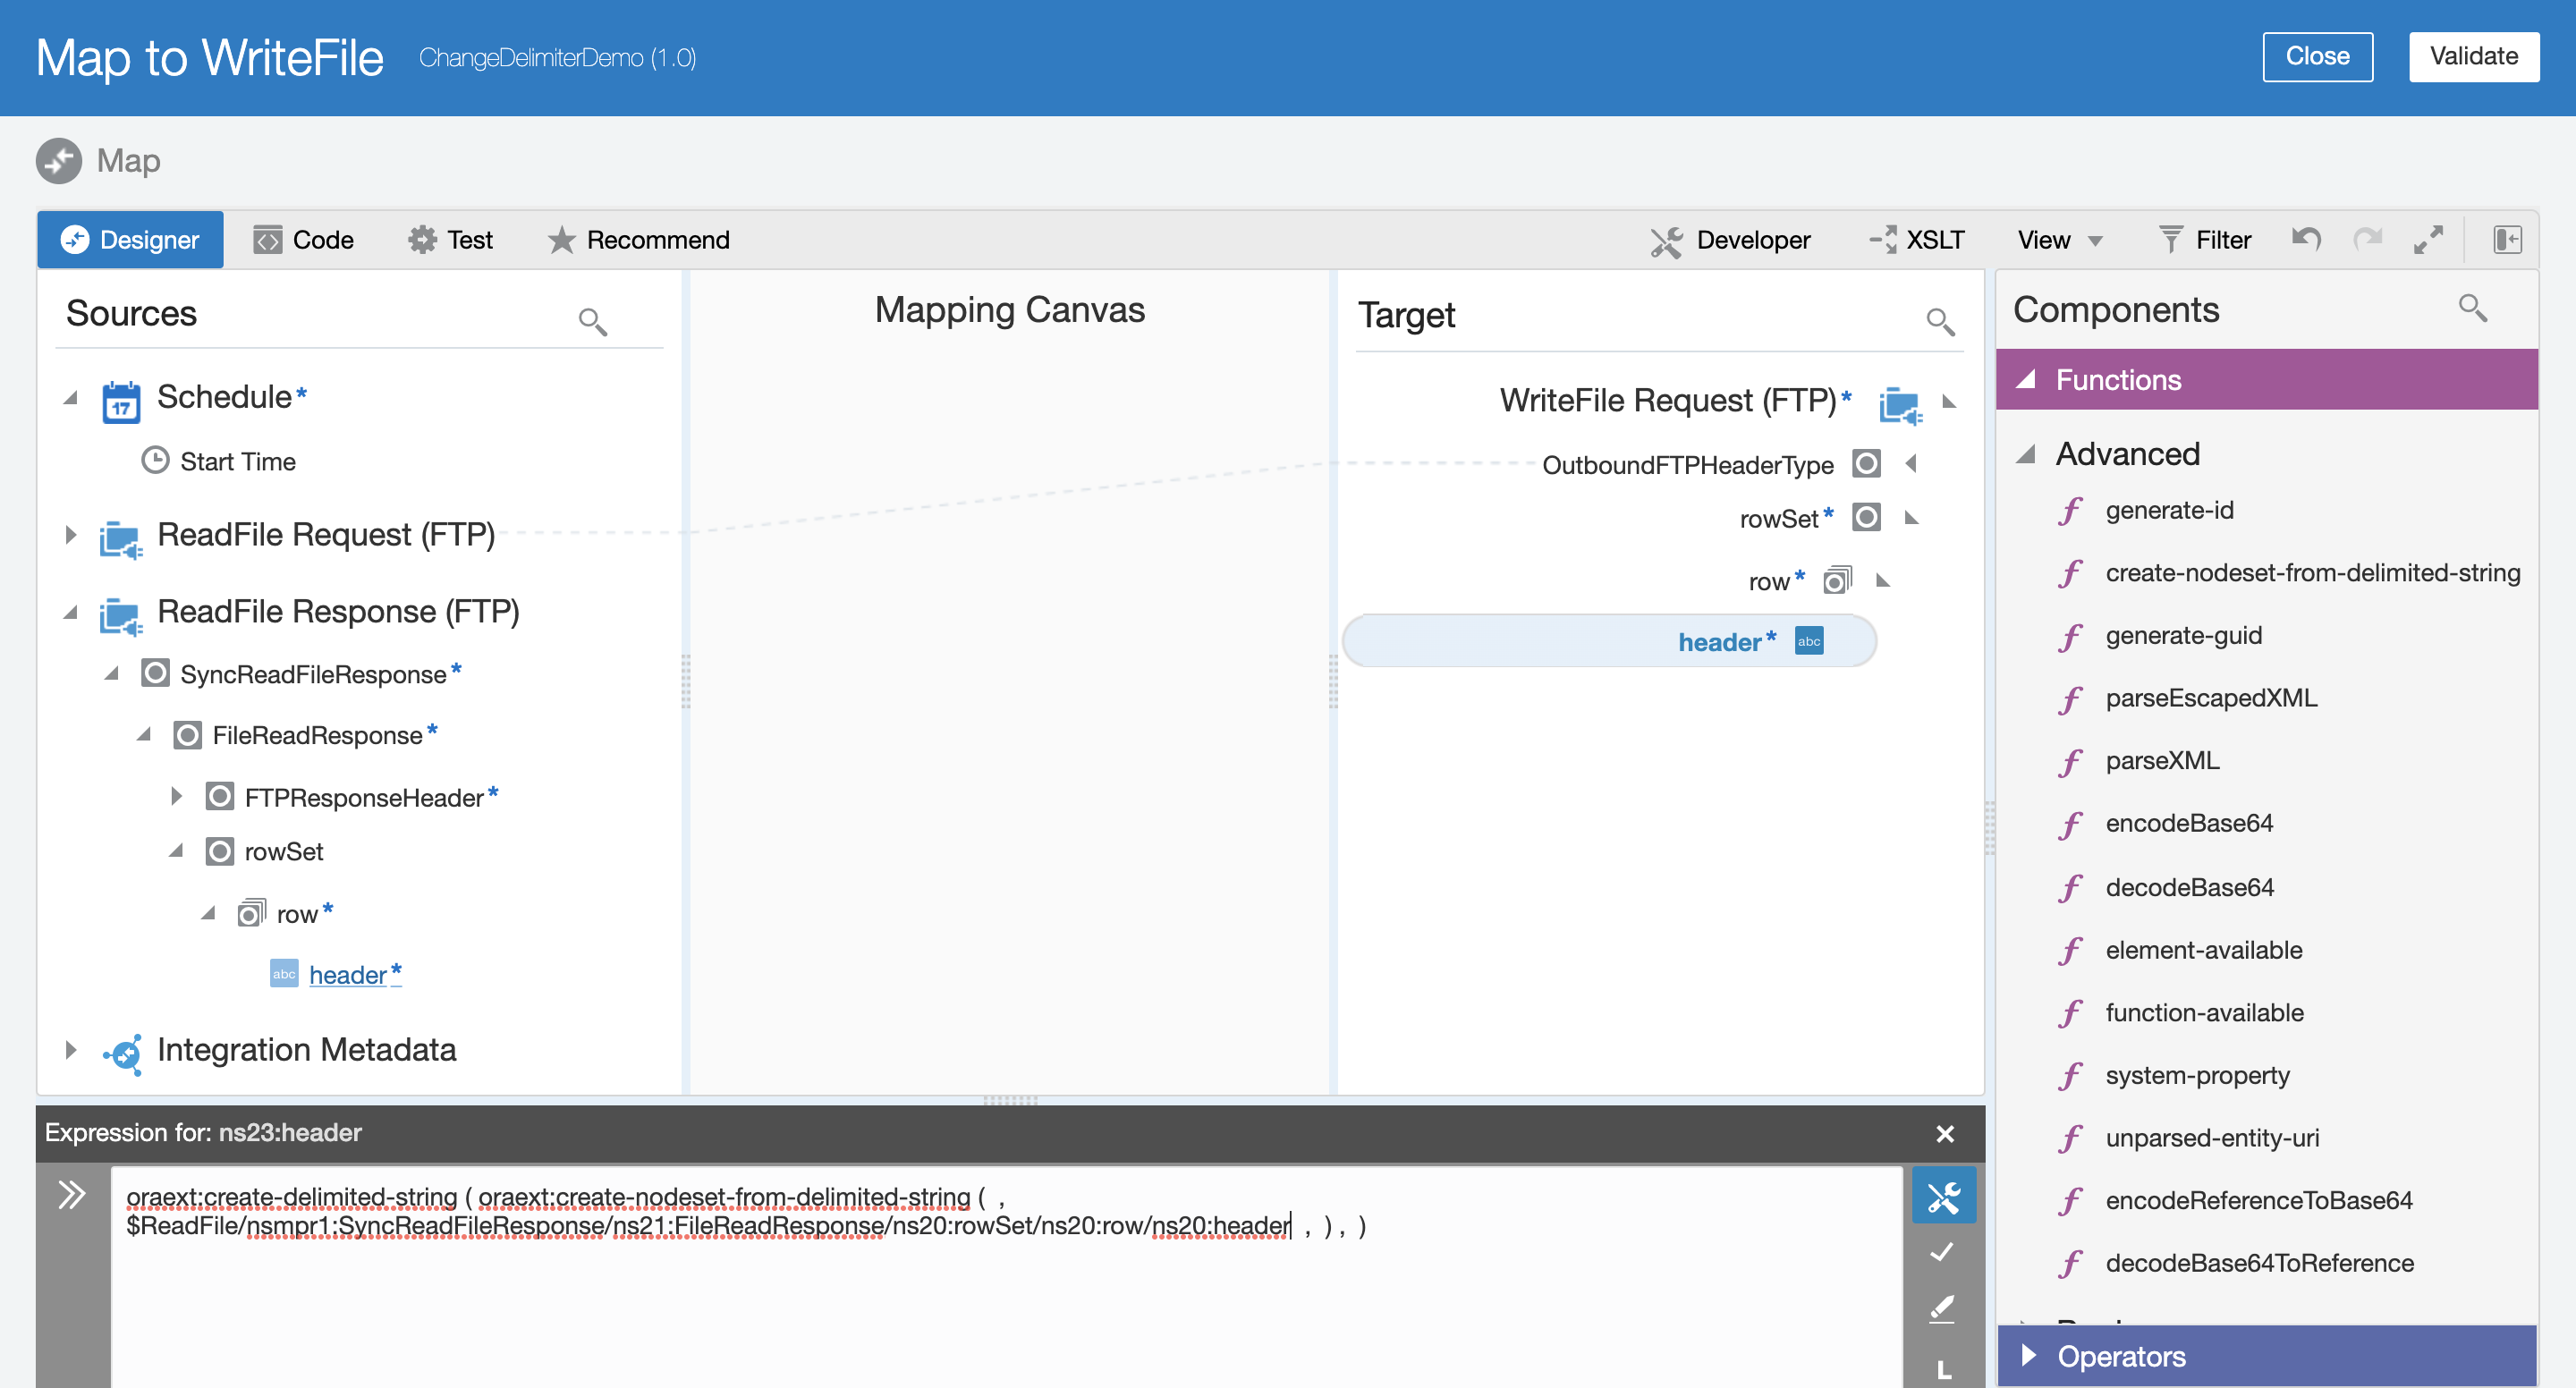 Map to WriteFile ChangeDelimiterDemo (1.0) Close Validate
Map
Designer Code Test Recommend Developer XSLT View Filter
Sources
Schedule*
17
Start Time
ReadFile Request (FTP)
ReadFile Response (FTP)
SyncReadFileResponse*
FileReadResponse*
FTPResponseHeader*
rowSet
row*
abc header*
Integration Metadata
Mapping Canvas
Target
WriteFile Request (FTP)*
OutboundFTPHeaderType
rowSet*
row*
header* abc
Components
Functions
Advanced
f generate-id
f create-nodeset-from-delimited-string
f generate-guid
f parseEscapedXML
f parseXML
f encodeBase64
f decodeBase64
f element-available
f function-available
f system-property
f unparsed-entity-uri
f encodeReferenceToBase64
f decodeBase64ToReference
Operators
Expression for: ns23:header
oraext:create-delimited-string ( oraext:create-nodeset-from-delimited-string (  ,
$ReadFile/nsmpr1:SyncReadFileResponse/ns21:FileReadResponse/ns20:rowSet/ns20:row/ns20:header  ,  ) ,  )
L